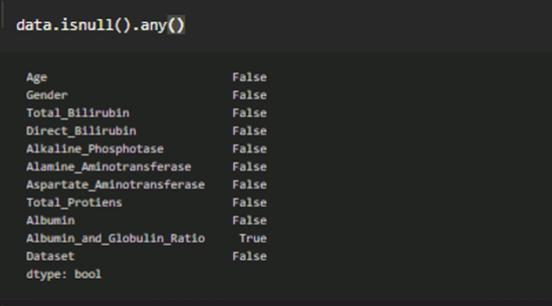 data.isnull().any()
Age False
Gender False
Total_Bilirubin False
Direct_Bilirubin False
Alkaline_Phosphotase False
Alamine_Aminotransferase False
Aspartate_Aminotransferase False
Total_Protiens False
Albumin False
Albumin_and_Globulin_Ratio True
Dataset False
dtype: bool